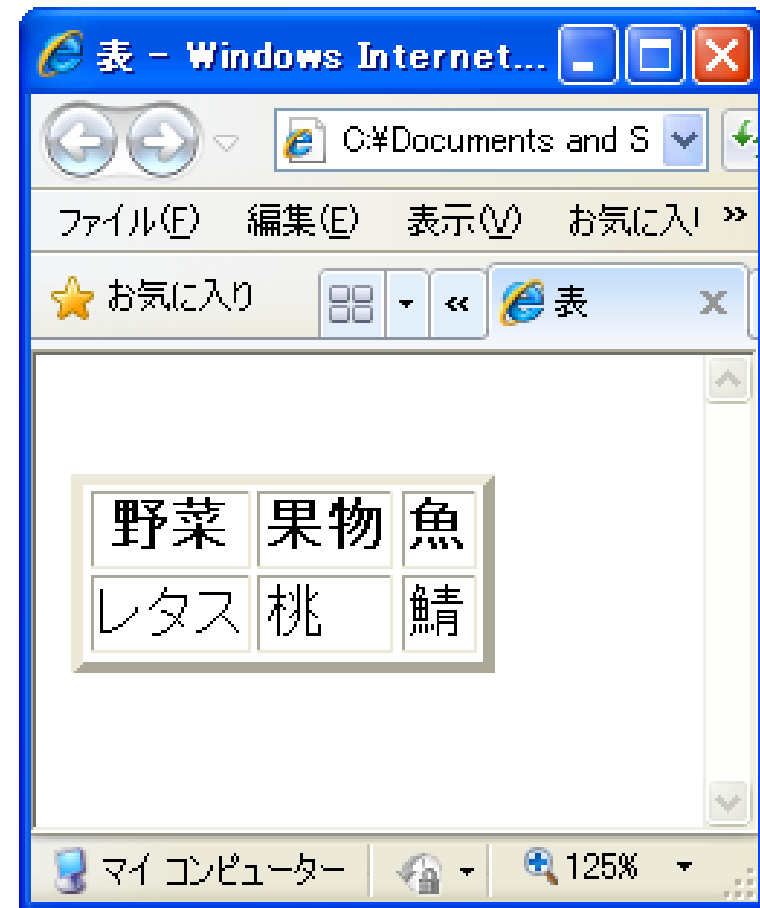 表 - Windows Internet...
C:¥Documents and S
ファイル(F) 編集(E) 表示(V) お気に入り »
お気に入り « 表
野菜 果物 魚
レタス 桃 鯖
マイ コンピューター 125%